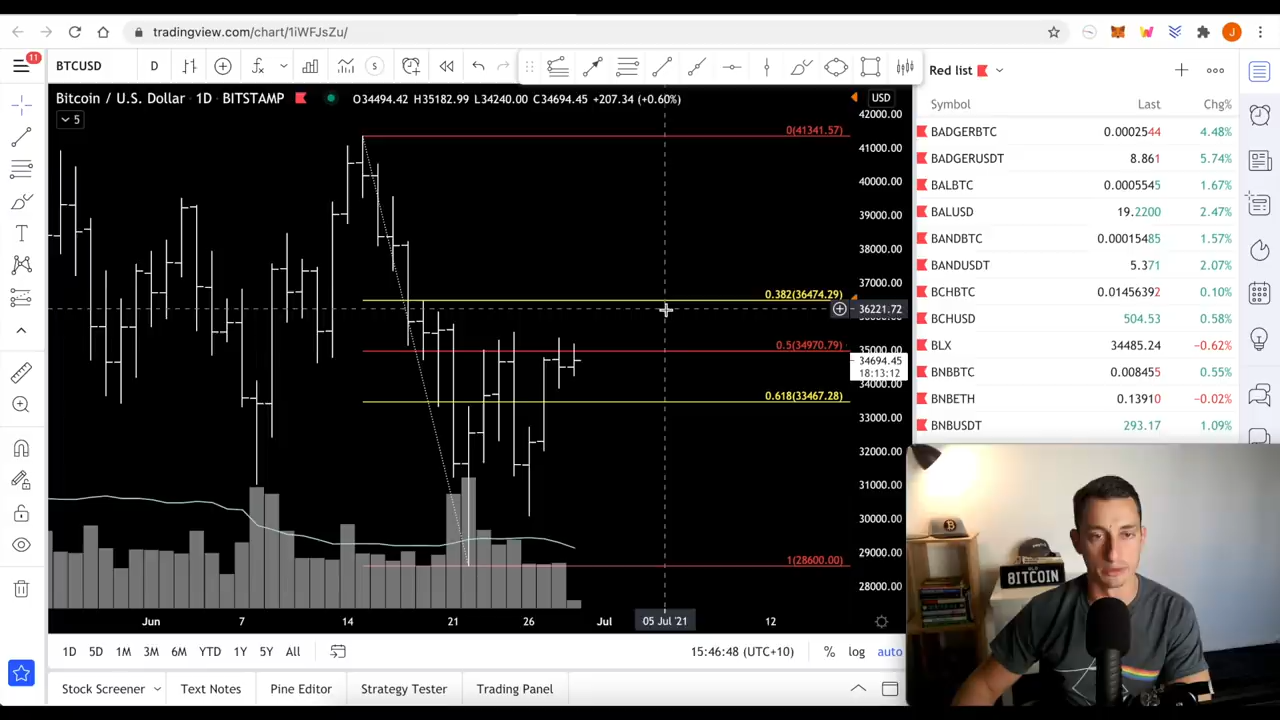 tradingview.com/chart/1iWFJsZu/
J
11
BTCUSD
D
S
Red list
Bitcoin / U.S. Dollar · 1D · BITSTAMP
O34494.42 H35182.99 L34240.00 C34694.45 +207.34 (+0.60%)
USD
5
Symbol Last Chg%
BADGERBTC 0.0002544 4.48%
BADGERUSDT 8.861 5.74%
BALBTC 0.0005545 1.67%
BALUSD 19.2200 2.47%
BANDBTC 0.00015485 1.57%
BANDUSDT 5.371 2.07%
BCHBTC 0.01456392 0.10%
BCHUSD 504.53 0.58%
BLX 34485.24 −0.62%
BNBBTC 0.008455 0.55%
BNBETH 0.13910 −0.02%
BNBUSDT 293.17 1.09%
42000.00
41000.00
40000.00
39000.00
38000.00
37000.00
36221.72
36000.00
35000.00
34694.45
18:13:12
34000.00
33000.00
32000.00
31000.00
30000.00
29000.00
28000.00
0(41341.57)
0.382(36474.29)
0.5(34970.79)
0.618(33467.28)
1(28600.00)
Jun 7 14 21 26 Jul 05 Jul '21 12
1D 5D 1M 3M 6M YTD 1Y 5Y All
15:46:48 (UTC+10) % log auto
Stock Screener Text Notes Pine Editor Strategy Tester Trading Panel
BITCOIN